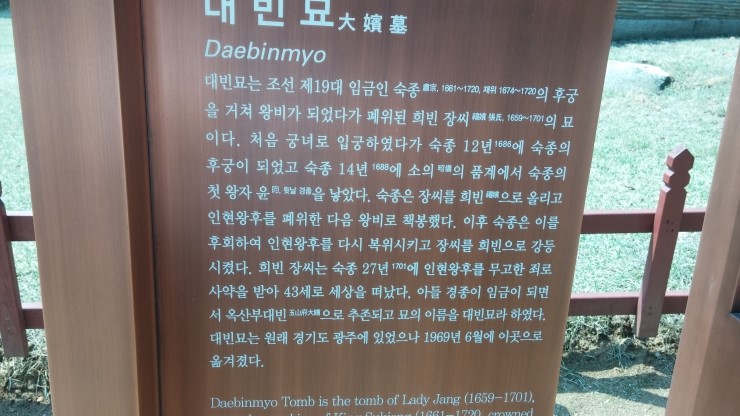 대빈묘 大嬪墓
Daebinmyo
대빈묘는 조선 제19대 임금인 숙종 肅宗, 1661~1720, 재위 1674~1720의 후궁
을 거쳐 왕비가 되었다가 폐위된 희빈 장씨 禧嬪 張氏, 1659~1701의 묘
이다. 처음 궁녀로 입궁하였다가 숙종 12년 1686에 숙종의
후궁이 되었고 숙종 14년 1688에 소의 昭儀의 품계에서 숙종의
첫 왕자 윤 昀, 훗날 경종을 낳았다. 숙종은 장씨를 희빈 禧嬪으로 올리고
인현왕후를 폐위한 다음 왕비로 책봉했다. 이후 숙종은 이를
후회하여 인현왕후를 다시 복위시키고 장씨를 희빈으로 강등
시켰다. 희빈 장씨는 숙종 27년 1701에 인현왕후를 무고한 죄로
사약을 받아 43세로 세상을 떠났다. 아들 경종이 임금이 되면
서 옥산부대빈 玉山府大嬪으로 추존되고 묘의 이름을 대빈묘라 하였다.
대빈묘는 원래 경기도 광주에 있었으나 1969년 6월에 이곳으로
옮겨졌다.
Daebinmyo Tomb is the tomb of Lady Jang (1659–1701),
King Sukjong (1661–1720, crowned